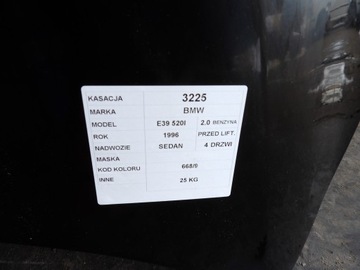 KASACJA 3225
MARKA BMW
MODEL E39 520I 2.0 BENZYNA
ROK 1996 PRZED LIFT.
NADWOZIE SEDAN 4 DRZWI
MASKA
KOD KOLORU 668/6
INNE 25 KG